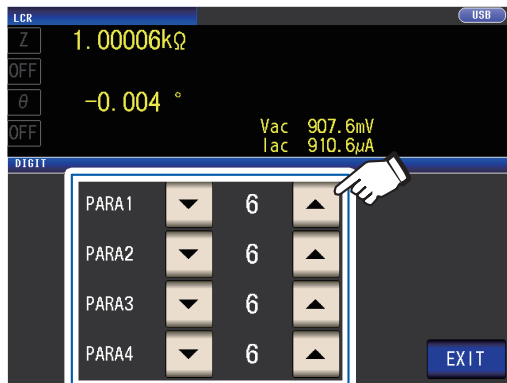 LCR USB
Z 1.00006kΩ
OFF
θ -0.004 °
OFF
Vac 907.6mV
Iac 910.6μA
DIGIT
PARA1 6
PARA2 6
PARA3 6
PARA4 6
EXIT